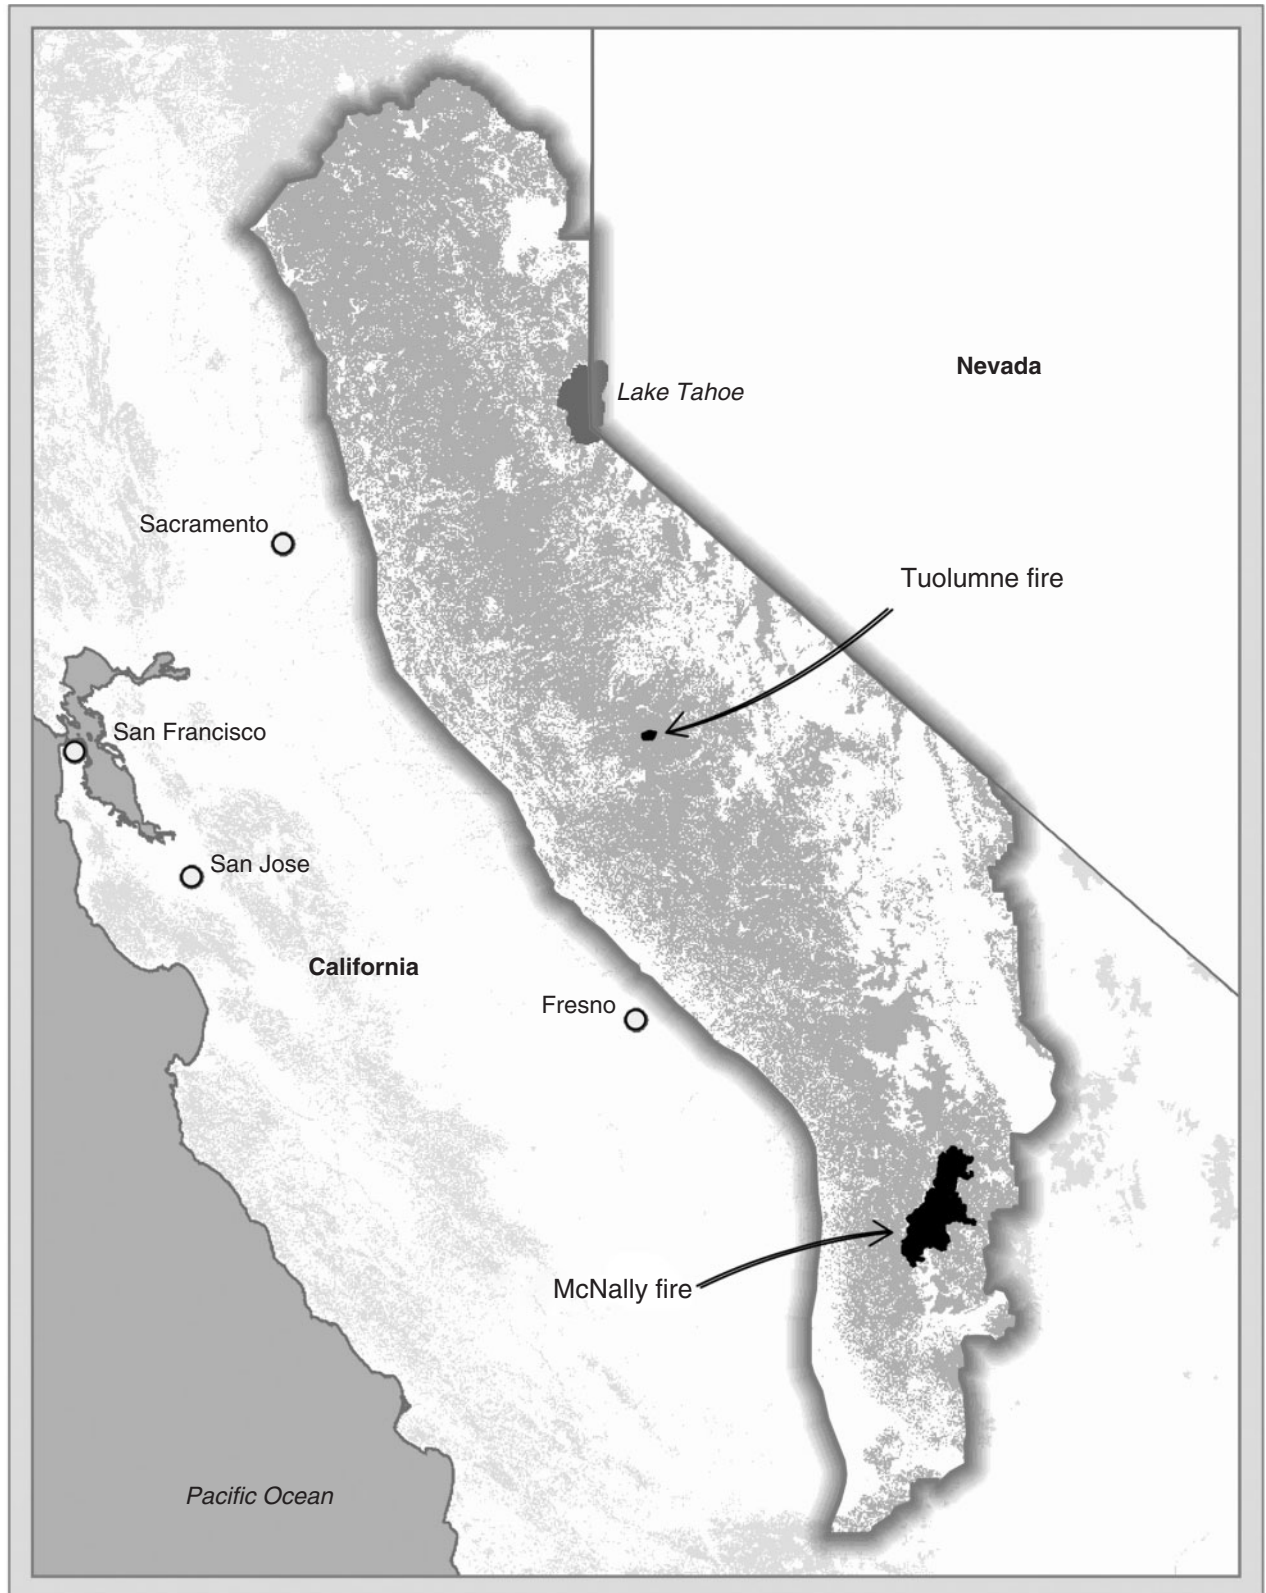 Nevada
Lake Tahoe
Sacramento
Tuolumne fire
San Francisco
San Jose
California
Fresno
McNally fire
Pacific Ocean